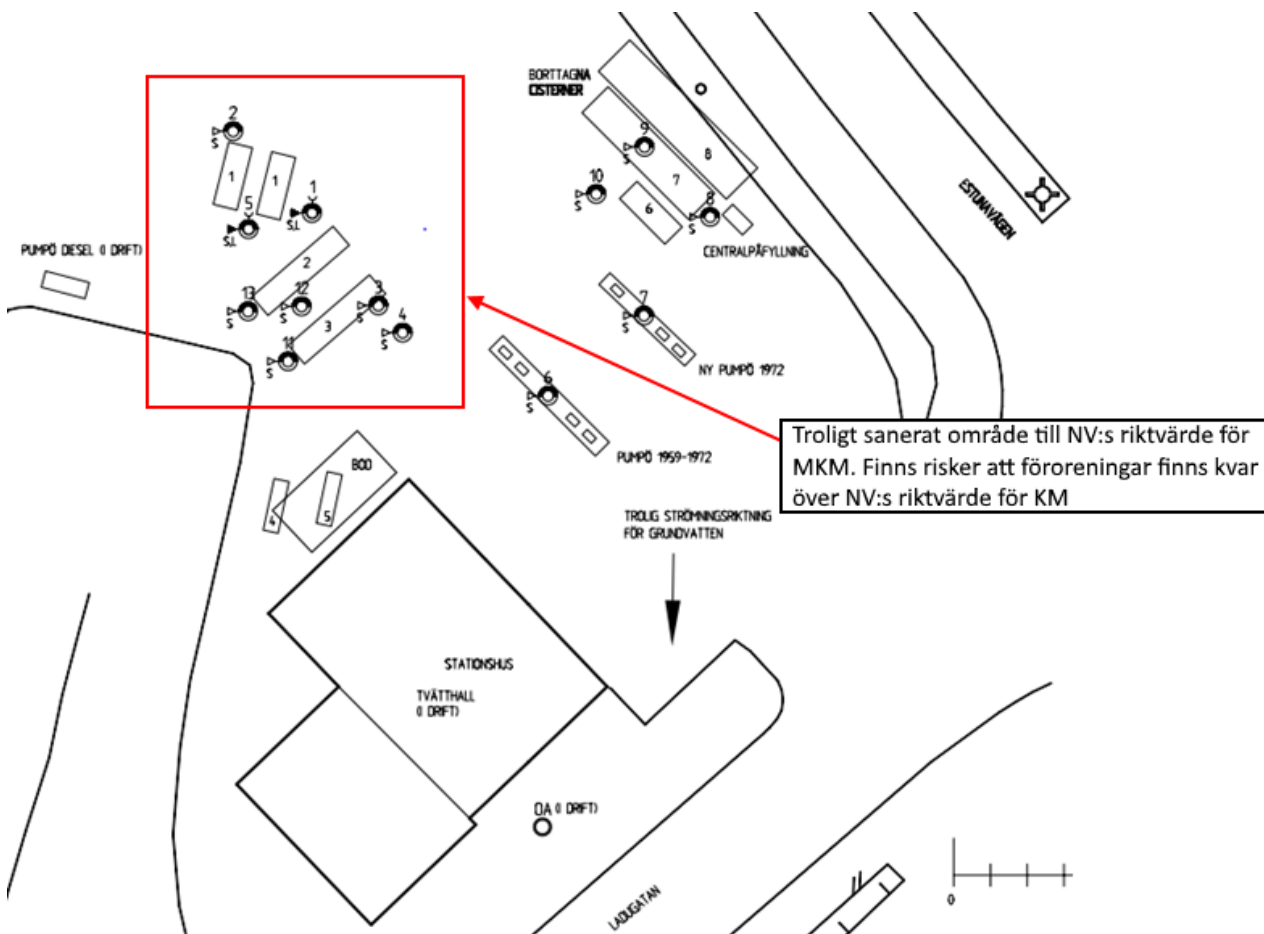 BORTTAGNA
CISTERNER
2
S
1
1
5
S,L
1
S,L
2
13
S
12
S
3
S
3
4
S
11
S
PUMPÖ DIESEL (I DRIFT)
9
S
8
10
S
7
6
8
S
CENTRALPÅFYLLNING
ESTUNAVÄGEN
7
S
NY PUMPÖ 1972
6
S
PUMPÖ 1959-1972
Troligt sanerat område till NV:s riktvärde för
MKM. Finns risker att föroreningar finns kvar
över NV:s riktvärde för KM
BOD
4
5
TROLIG STRÖMNINGSRIKTNING
FÖR GRUNDVATTEN
STATIONSHUS
TVÄTTHALL
(I DRIFT)
OA (I DRIFT)
LADUGATAN
0